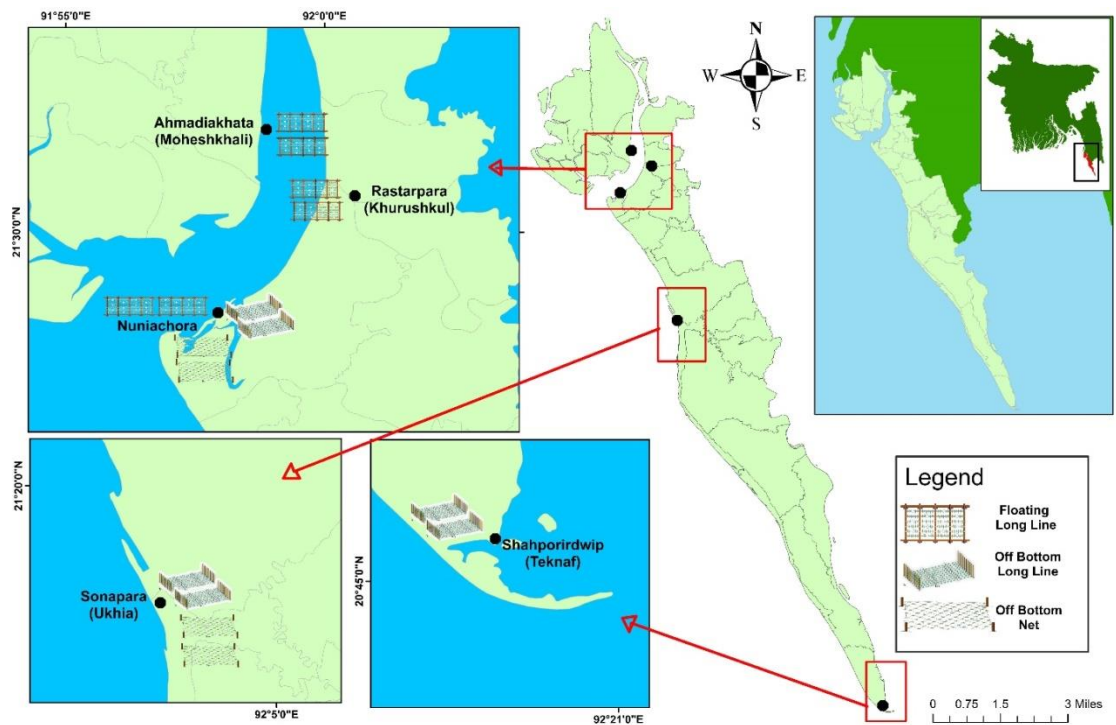 91°55'0"E
92°0'0"E
21°30'0"N
Ahmadiakhata
(Moheshkhali)
Rastarpara
(Khurushkul)
Nuniachora
N
W
E
S
21°20'0"N
Sonapara
(Ukhia)
92°5'0"E
20°45'0"N
Shahporirdwip
(Teknaf)
92°21'0"E
Legend
Floating
Long Line
Off Bottom
Long Line
Off Bottom
Net
0 0.75 1.5 3 Miles